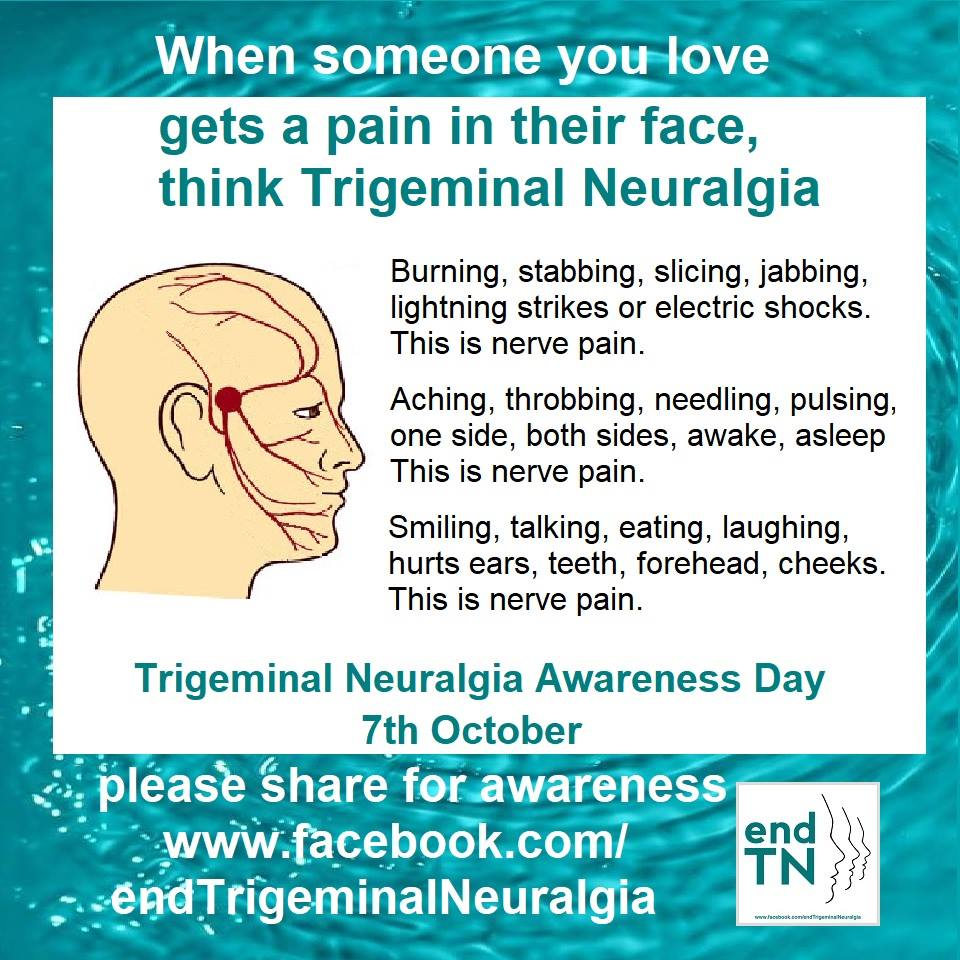 When someone you love
gets a pain in their face,
think Trigeminal Neuralgia
Burning, stabbing, slicing, jabbing,
lightning strikes or electric shocks.
This is nerve pain.
Aching, throbbing, needling, pulsing,
one side, both sides, awake, asleep
This is nerve pain.
Smiling, talking, eating, laughing,
hurts ears, teeth, forehead, cheeks.
This is nerve pain.
Trigeminal Neuralgia Awareness Day
7th October
please share for awareness
www.facebook.com/
endTrigeminalNeuralgia
end
TN
www.facebook.com/endTrigeminalNeuralgia